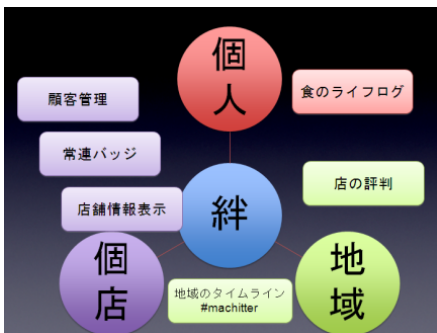 個
人
顧客管理
食のライフログ
常連バッジ
店の評判
店舗情報表示
絆
個
店
地域のタイムライン
#machitter
地
域